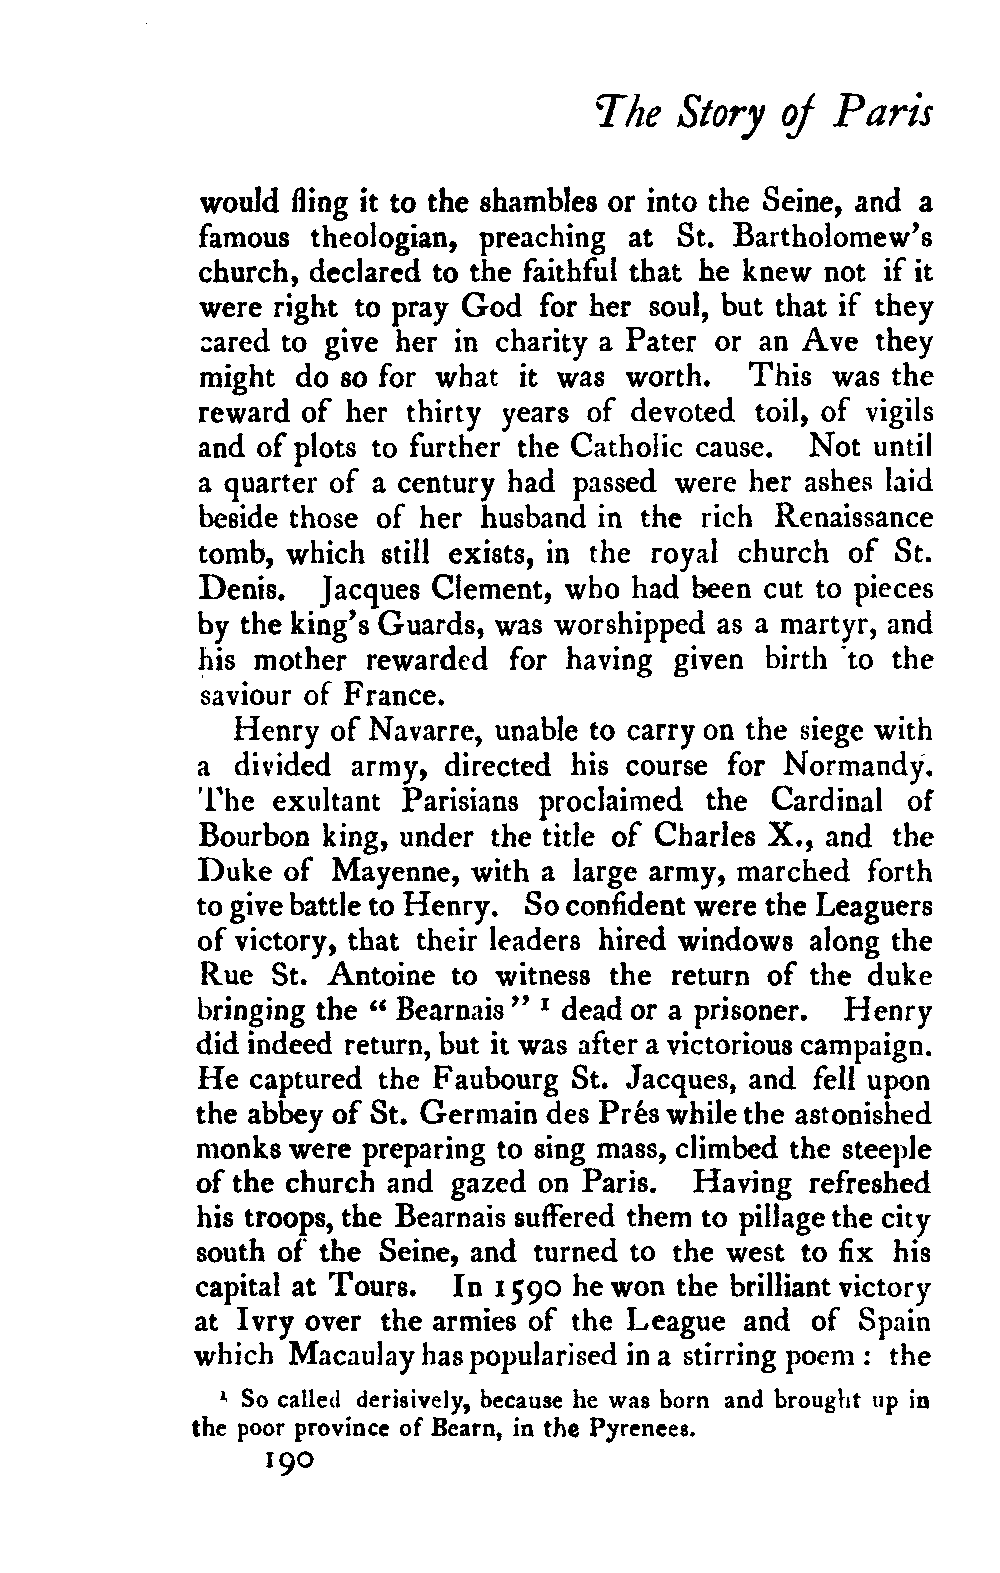 The Story of Paris
would fling it to the shambles or into the Seine, and a
famous theologian, preaching at St. Bartholomew's
church, declared to the faithful that he knew not if it
were right to pray God for her soul, but that if they
cared to give her in charity a Pater or an Ave they
might do so for what it was worth. This was the
reward of her thirty years of devoted toil, of vigils
and of plots to further the Catholic cause. Not until
a quarter of a century had passed were her ashes laid
beside those of her husband in the rich Renaissance
tomb, which still exists, in the royal church of St.
Denis. Jacques Clement, who had been cut to pieces
by the king's Guards, was worshipped as a martyr, and
his mother rewarded for having given birth to the
saviour of France.
Henry of Navarre, unable to carry on the siege with
a divided army, directed his course for Normandy.
The exultant Parisians proclaimed the Cardinal of
Bourbon king, under the title of Charles X., and the
Duke of Mayenne, with a large army, marched forth
to give battle to Henry. So confident were the Leaguers
of victory, that their leaders hired windows along the
Rue St. Antoine to witness the return of the duke
bringing the "Bearnais" 1 dead or a prisoner. Henry
did indeed return, but it was after a victorious campaign.
He captured the Faubourg St. Jacques, and fell upon
the abbey of St. Germain des Prés while the astonished
monks were preparing to sing mass, climbed the steeple
of the church and gazed on Paris. Having refreshed
his troops, the Bearnais suffered them to pillage the city
south of the Seine, and turned to the west to fix his
capital at Tours. In 1590 he won the brilliant victory
at Ivry over the armies of the League and of Spain
which Macaulay has popularised in a stirring poem : the
1 So called derisively, because he was born and brought up in
the poor province of Bearn, in the Pyrenees.
190